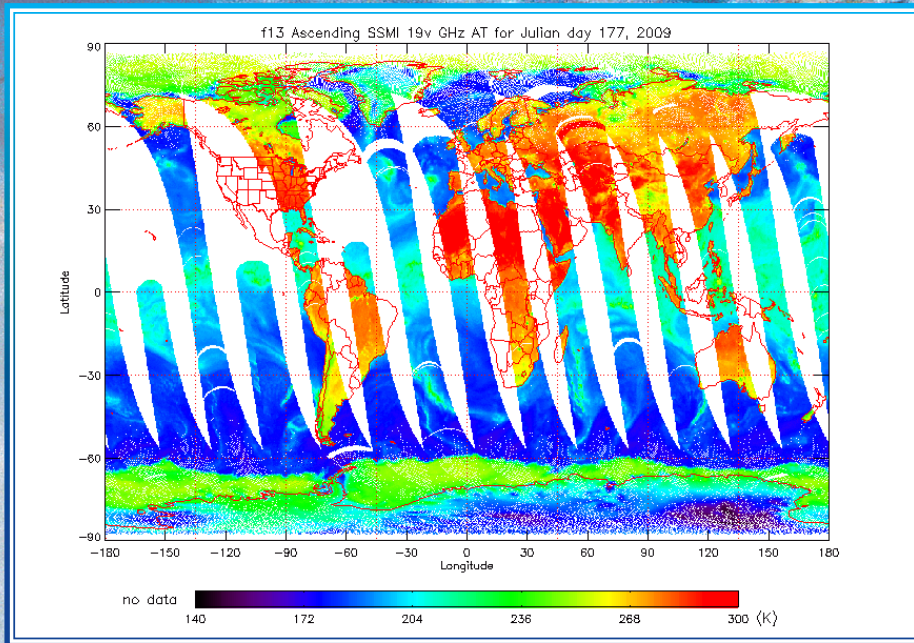 f13 Ascending SSMI 19v GHz AT for Julian day 177, 2009
90
60
30
0
−30
−60
−90
Latitude
−180 −150 −120 −90 −60 −30 0 30 60 90 120 150 180
Longitude
no data
140 172 204 236 268 300 (K)